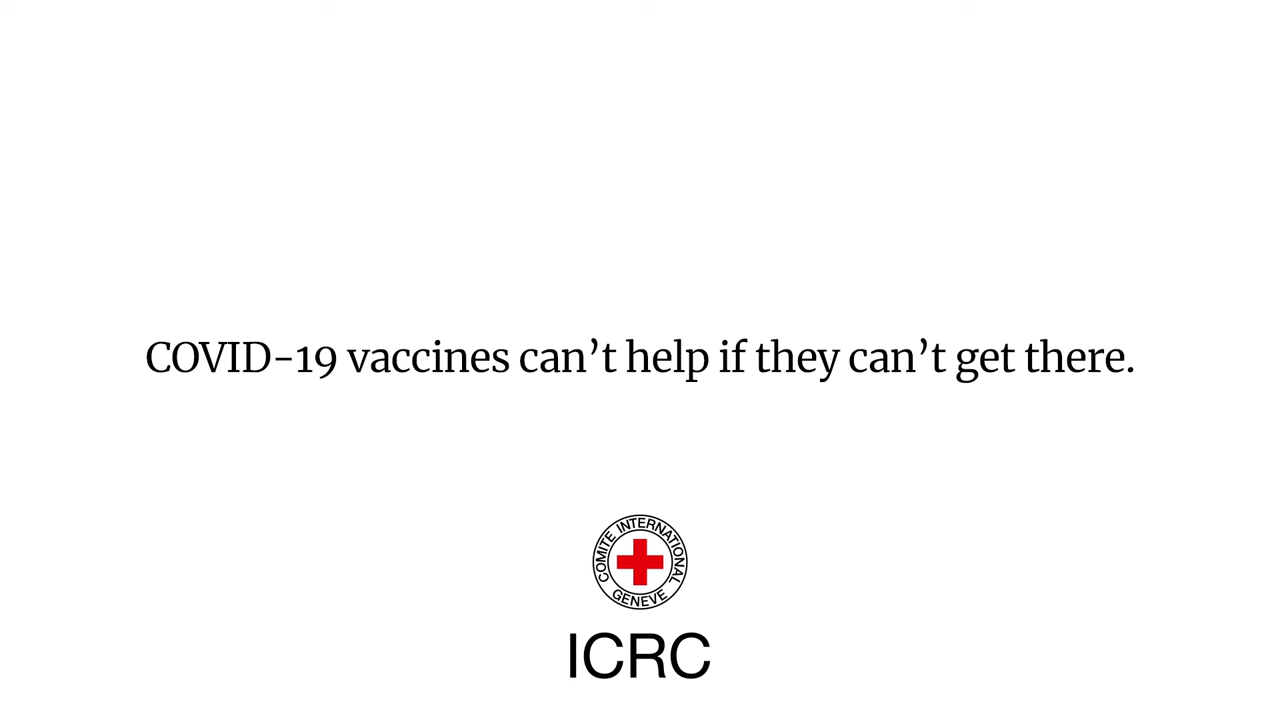 COVID-19 vaccines can’t help if they can’t get there.
COMITE INTERNATIONAL
GENEVE
ICRC